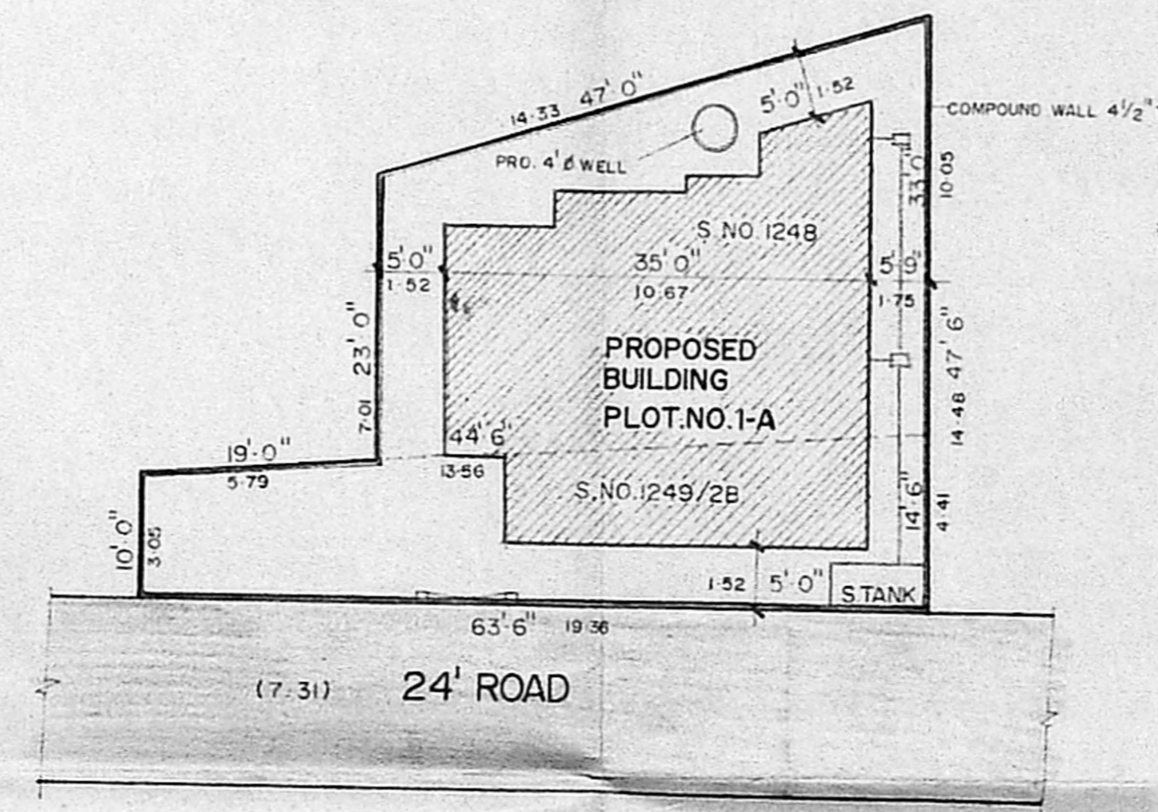 14·33 47'·0"
5'·0" 1·52
COMPOUND WALL 4½"
PRO. 4' Ø WELL
33'·0"
10·05
S.NO.1248
5'·0"
1·52
35'·0"
10·67
5'-9"
1·75
23'·0"
7·01
47'·6"
14·48
PROPOSED
BUILDING
PLOT.NO.1-A
44'·6"
13·56
19'·0"
5·79
S.NO.1249/2B
14'·6"
4·41
10'·0"
3·05
1·52 5'·0"
S.TANK
63'·6" 19·36
(7.31) 24' ROAD